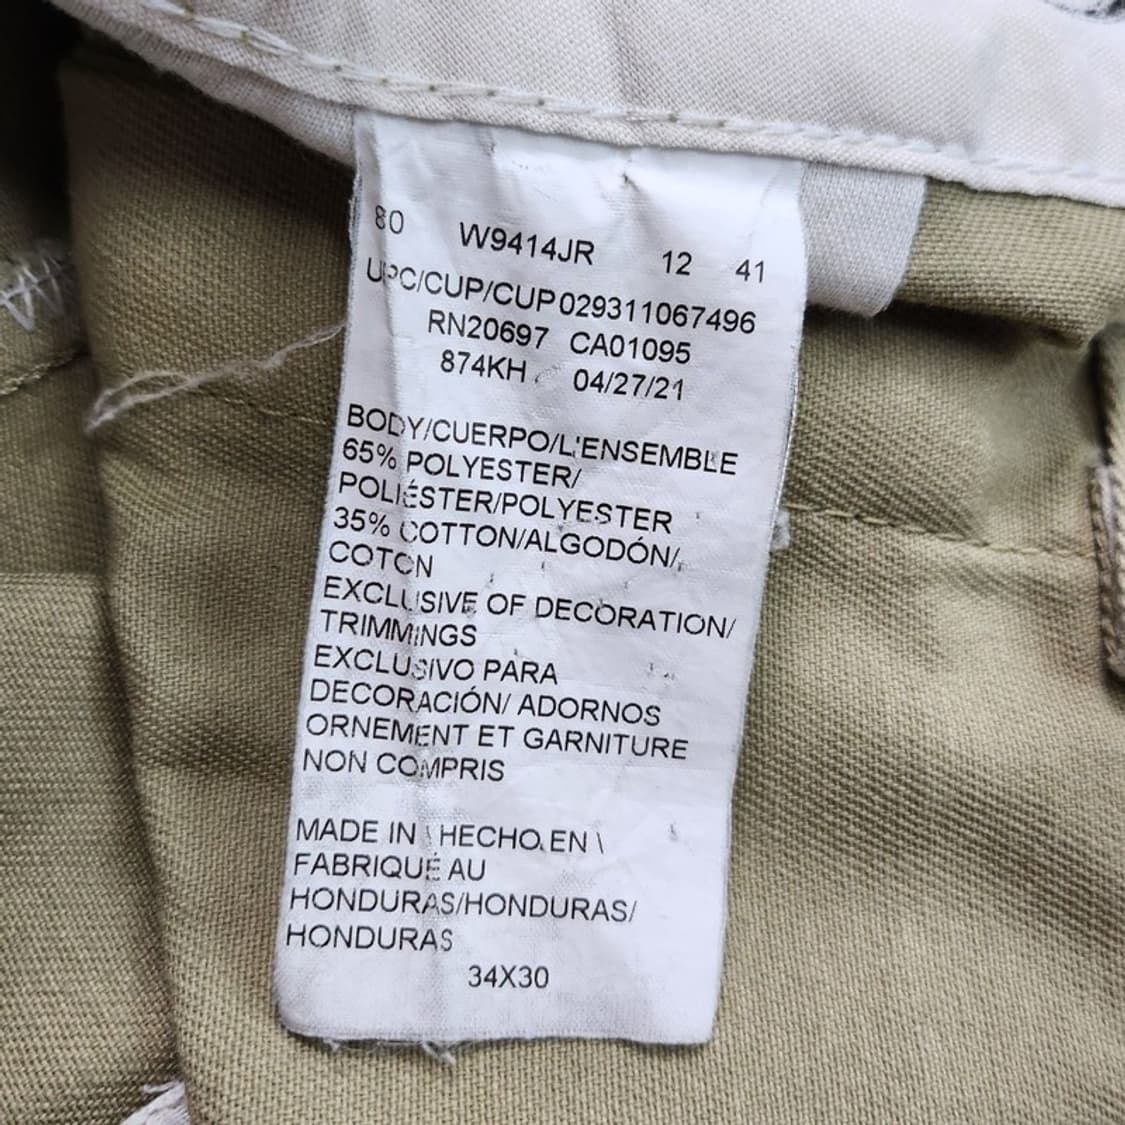 80 W9414JR 12 41
UPC/CUP/CUP 029311067496
RN20697 CA01095
874KH 04/27/21
BODY/CUERPO/L'ENSEMBLE
65% POLYESTER/
POLIÉSTER/POLYESTER
35% COTTON/ALGODÓN/
COTON
EXCLUSIVE OF DECORATION/
TRIMMINGS
EXCLUSIVO PARA
DECORACIÓN/ ADORNOS
ORNEMENT ET GARNITURE
NON COMPRIS
MADE IN \ HECHO EN \
FABRIQUÉ AU
HONDURAS/HONDURAS/
HONDURAS
34X30